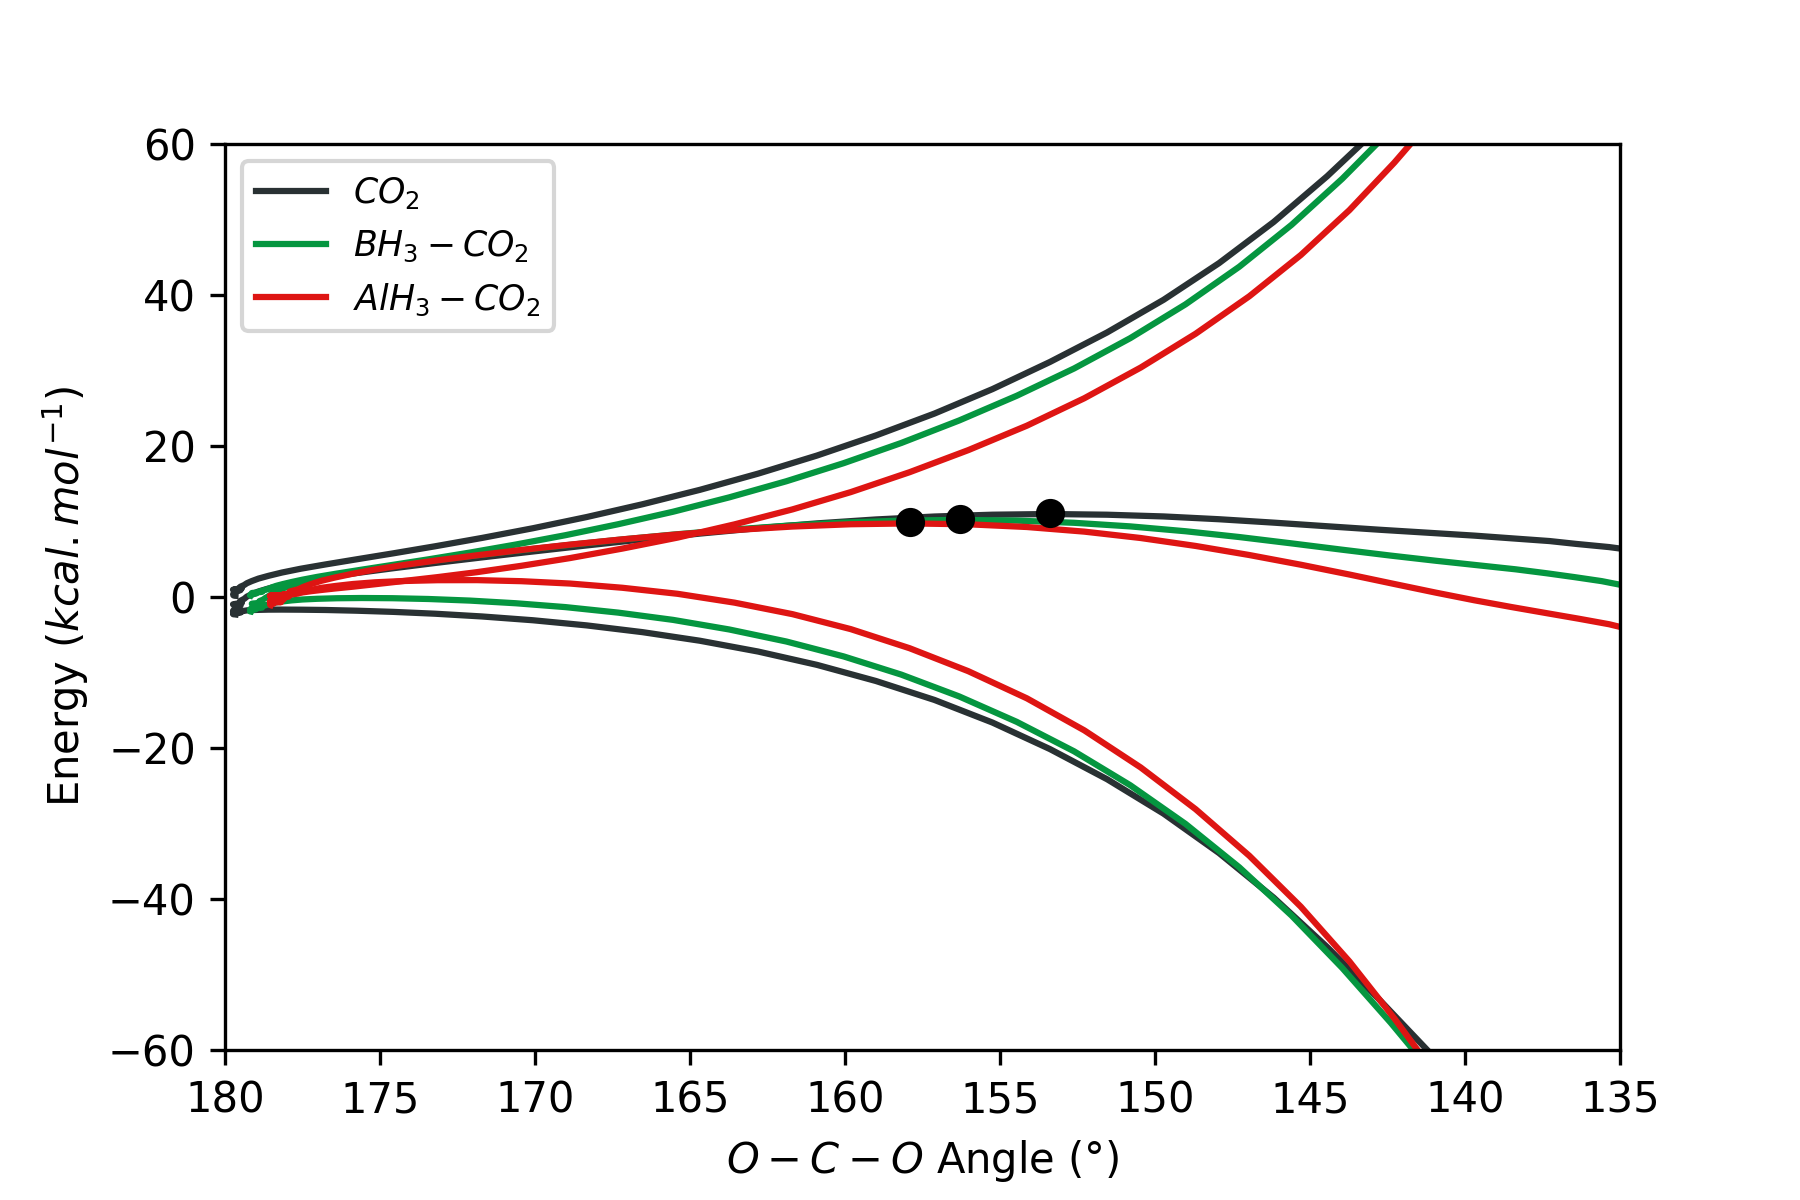 60
40
20
0
−20
−40
−60
Energy (kcal.mol⁻¹)
CO₂
BH₃ − CO₂
AlH₃ − CO₂
180 175 170 165 160 155 150 145 140 135
O − C − O Angle (°)